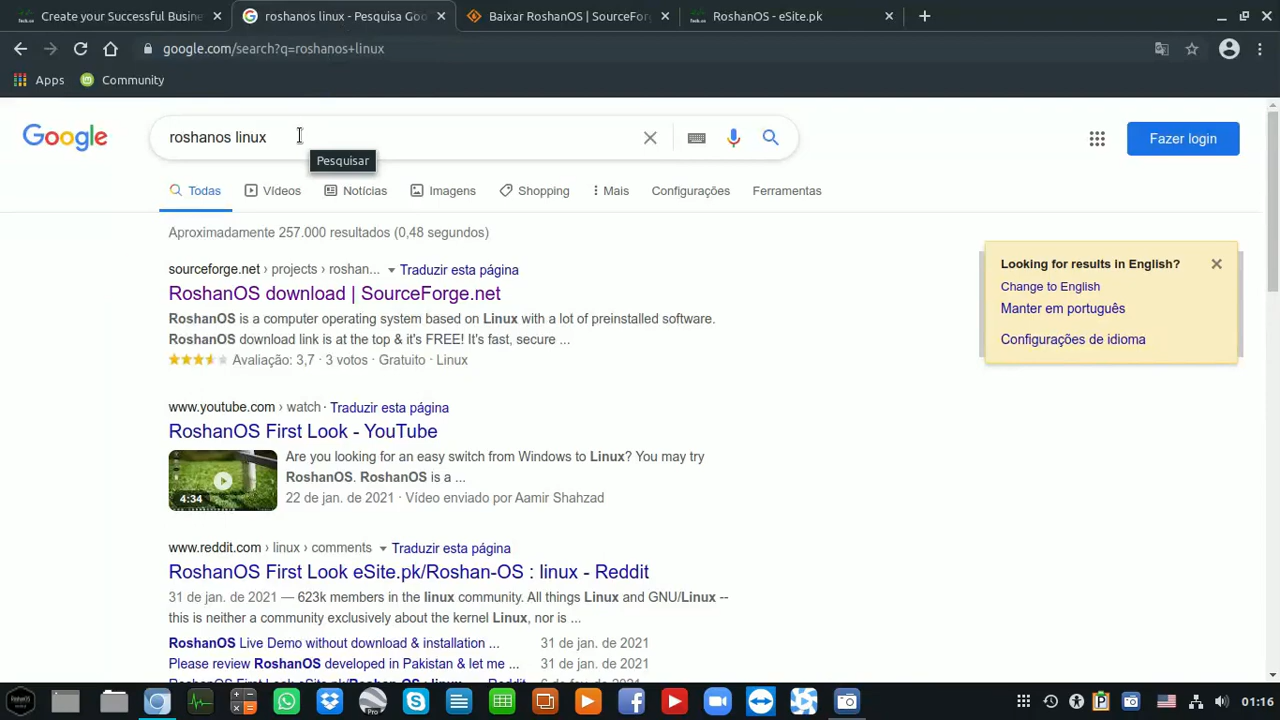 Create your Successful Busine
roshanos linux - Pesquisa Goo
Baixar RoshanOS | SourceForg
RoshanOS - eSite.pk
google.com/search?q=roshanos+linux
Apps
Community
Google
roshanos linux
Fazer login
Pesquisar
Todas
Vídeos
Notícias
Imagens
Shopping
Mais
Configurações
Ferramentas
Aproximadamente 257.000 resultados (0,48 segundos)
sourceforge.net › projects › roshan... Traduzir esta página
RoshanOS download | SourceForge.net
RoshanOS is a computer operating system based on Linux with a lot of preinstalled software.
RoshanOS download link is at the top & it's FREE! It's fast, secure ...
Avaliação: 3,7 · 3 votos · Gratuito · Linux
Looking for results in English?
Change to English
Manter em português
Configurações de idioma
www.youtube.com › watch · Traduzir esta página
RoshanOS First Look - YouTube
4:34
Are you looking for an easy switch from Windows to Linux? You may try
RoshanOS. RoshanOS is a ...
22 de jan. de 2021 · Vídeo enviado por Aamir Shahzad
www.reddit.com › linux › comments Traduzir esta página
RoshanOS First Look eSite.pk/Roshan-OS : linux - Reddit
31 de jan. de 2021 — 623k members in the linux community. All things Linux and GNU/Linux --
this is neither a community exclusively about the kernel Linux, nor is ...
RoshanOS Live Demo without download & installation ... 31 de jan. de 2021
Please review RoshanOS developed in Pakistan & let me ... 31 de jan. de 2021
Pro
01:16